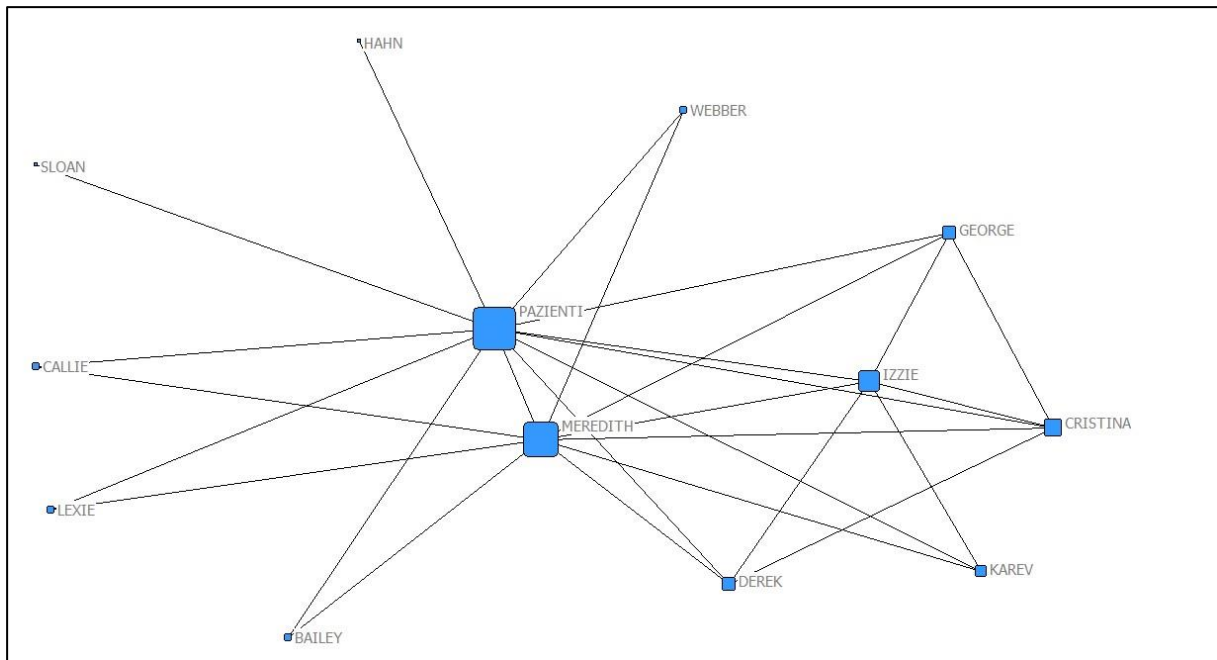 HAHN
WEBBER
SLOAN
GEORGE
PAZIENTI
CALLIE
IZZIE
MEREDITH
CRISTINA
LEXIE
DEREK
KAREV
BAILEY